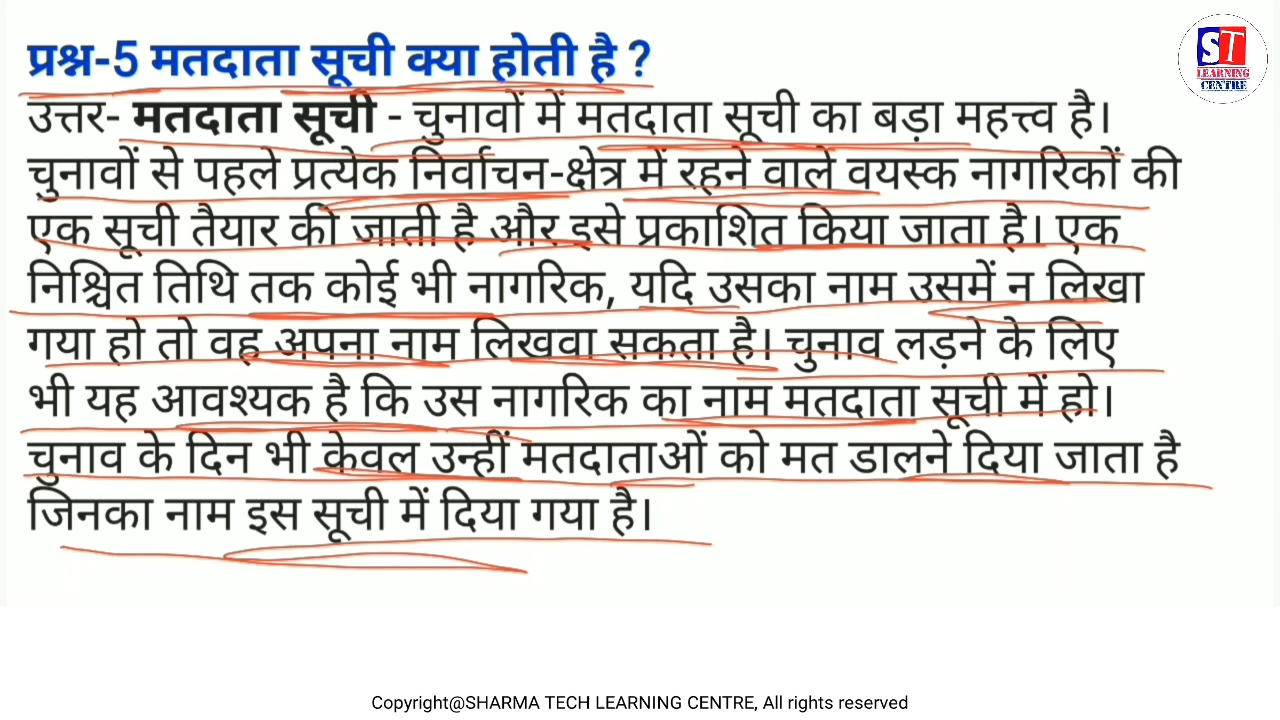 प्रश्न-5 मतदाता सूची क्या होती है ?
ST
LEARNING
CENTRE
उत्तर- मतदाता सूची - चुनावों में मतदाता सूची का बड़ा महत्त्व है।
चुनावों से पहले प्रत्येक निर्वाचन-क्षेत्र में रहने वाले वयस्क नागरिकों की
एक सूची तैयार की जाती है और इसे प्रकाशित किया जाता है। एक
निश्चित तिथि तक कोई भी नागरिक, यदि उसका नाम उसमें न लिखा
गया हो तो वह अपना नाम लिखवा सकता है। चुनाव लड़ने के लिए
भी यह आवश्यक है कि उस नागरिक का नाम मतदाता सूची में हो।
चुनाव के दिन भी केवल उन्हीं मतदाताओं को मत डालने दिया जाता है
जिनका नाम इस सूची में दिया गया है।
Copyright@SHARMA TECH LEARNING CENTRE, All rights reserved